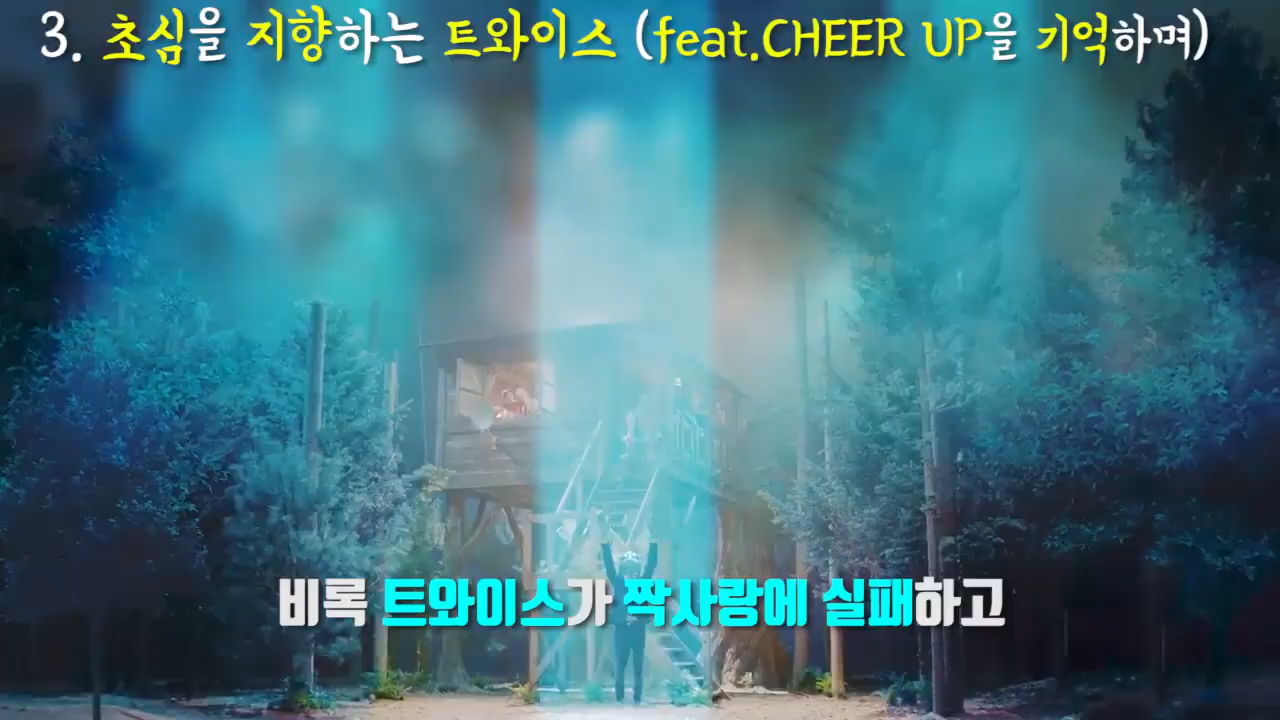 3. 초심을 지향하는 트와이스 (feat.CHEER UP을 기억하며)
비록 트와이스가 짝사랑에 실패하고